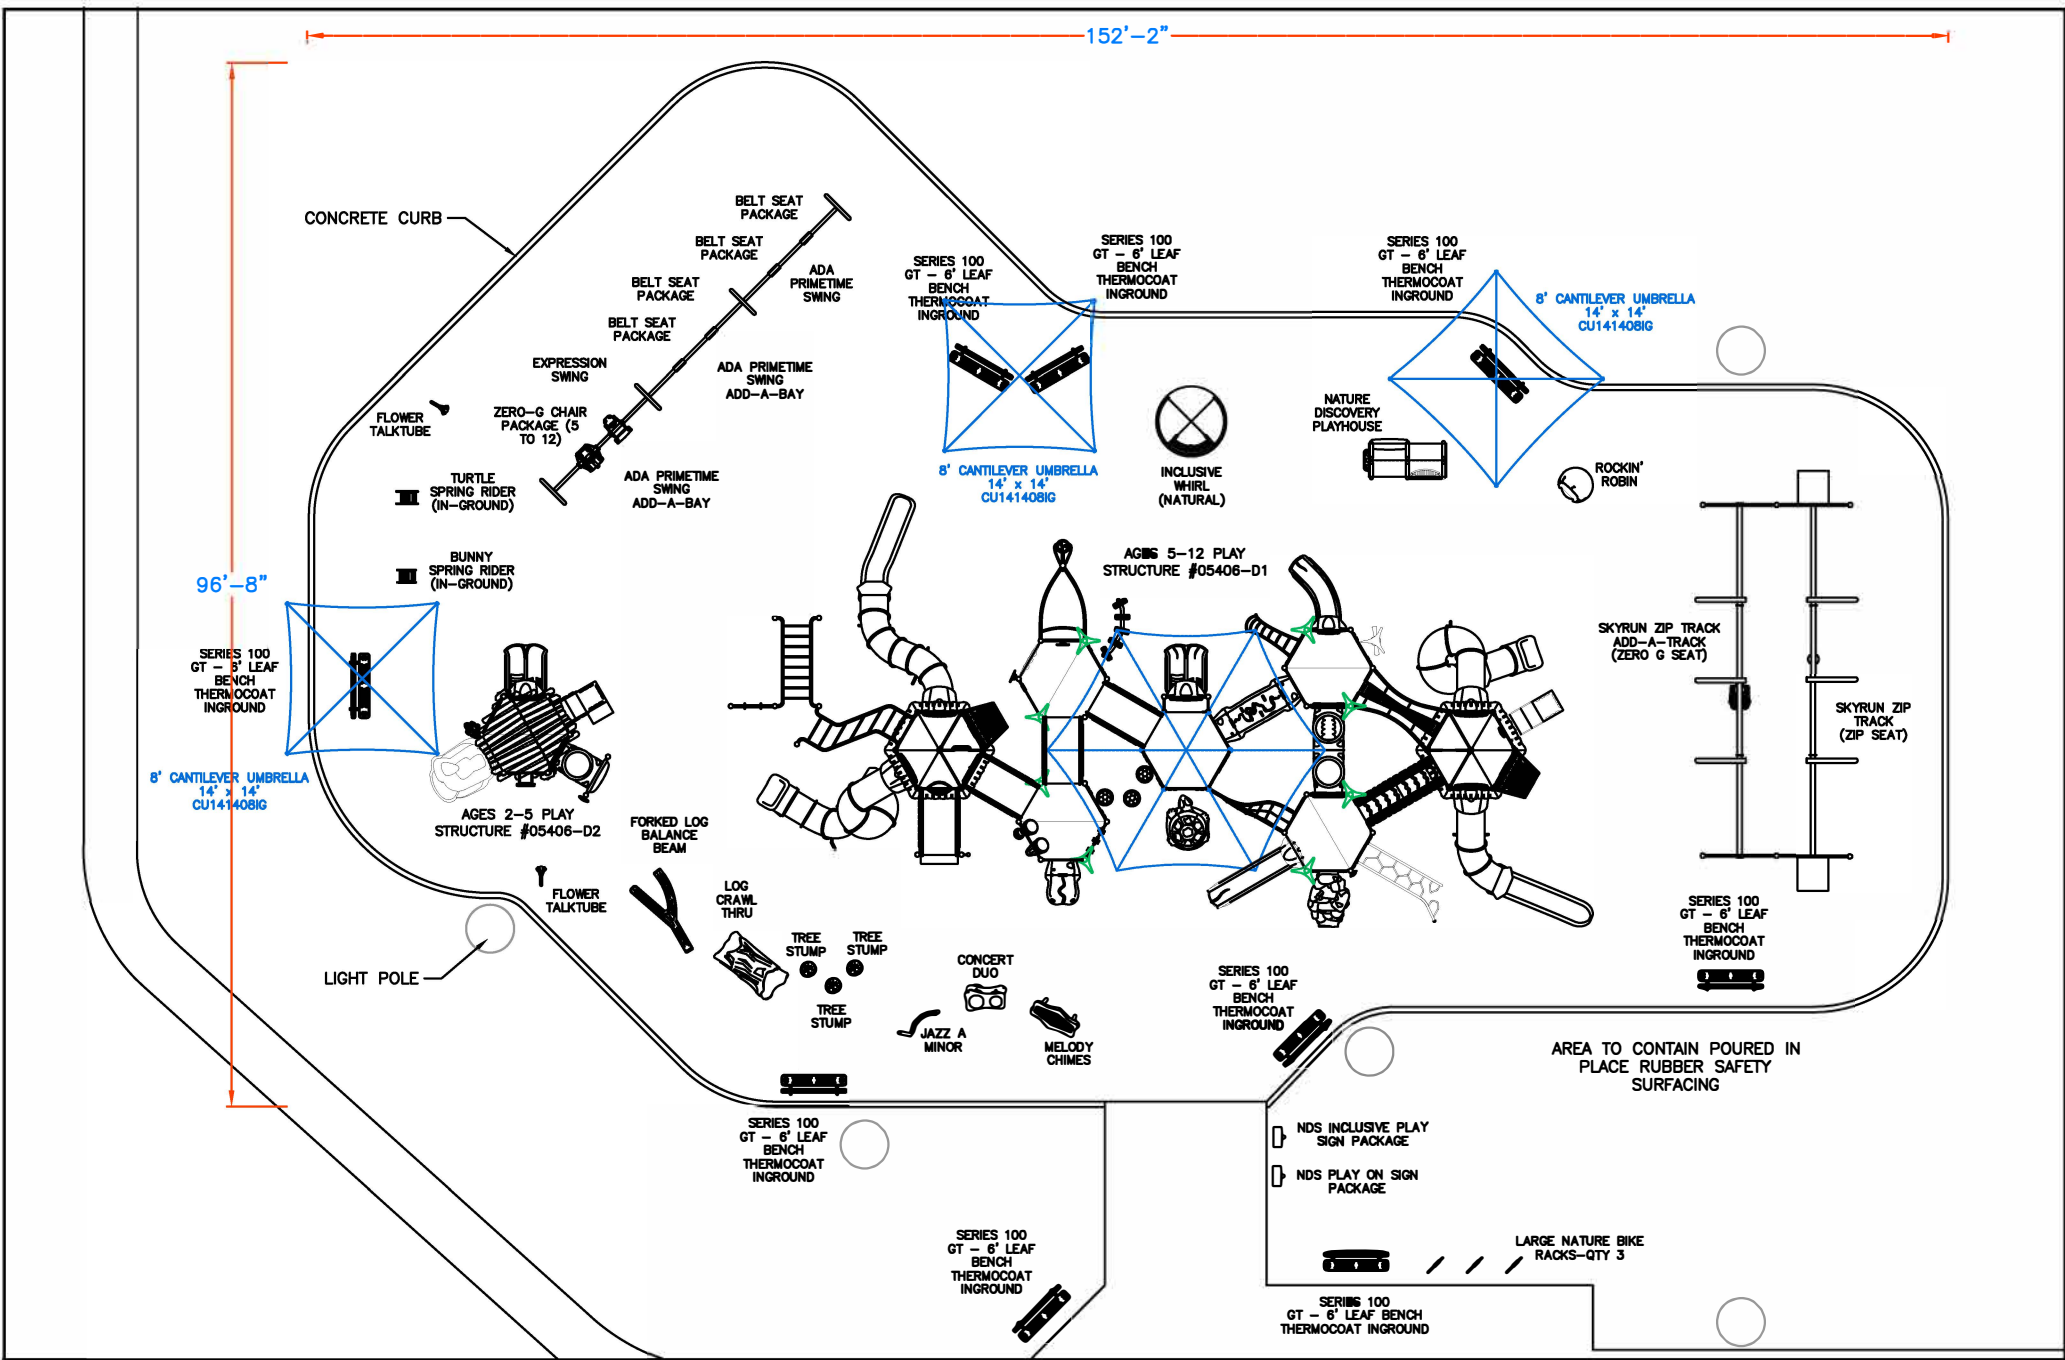 152'-2"
CONCRETE CURB
BELT SEAT
PACKAGE
BELT SEAT
PACKAGE
ADA
PRIMETIME
SWING
BELT SEAT
PACKAGE
BELT SEAT
PACKAGE
EXPRESSION
SWING
ADA PRIMETIME
SWING
ADD-A-BAY
ZERO-G CHAIR
PACKAGE (5
TO 12)
ADA PRIMETIME
SWING
ADD-A-BAY
FLOWER
TALKTUBE
TURTLE
SPRING RIDER
(IN-GROUND)
BUNNY
SPRING RIDER
(IN-GROUND)
96'-8"
SERIES 100
GT - 6' LEAF
BENCH
THERMOCOAT
INGROUND
SERIES 100
GT - 6' LEAF
BENCH
THERMOCOAT
INGROUND
SERIES 100
GT - 6' LEAF
BENCH
THERMOCOAT
INGROUND
8' CANTILEVER UMBRELLA
14' x 14'
CU141408IG
8' CANTILEVER UMBRELLA
14' x 14'
CU141408IG
INCLUSIVE
WHIRL
(NATURAL)
NATURE
DISCOVERY
PLAYHOUSE
ROCKIN'
ROBIN
AGES 5-12 PLAY
STRUCTURE #05406-D1
SERIES 100
GT - 6' LEAF
BENCH
THERMOCOAT
INGROUND
8' CANTILEVER UMBRELLA
14' x 14'
CU141408IG
SKYRUN ZIP TRACK
ADD-A-TRACK
(ZERO G SEAT)
SKYRUN ZIP
TRACK
(ZIP SEAT)
AGES 2-5 PLAY
STRUCTURE #05406-D2
FORKED LOG
BALANCE
BEAM
FLOWER
TALKTUBE
LOG
CRAWL
THRU
TREE
STUMP
TREE
STUMP
TREE
STUMP
LIGHT POLE
CONCERT
DUO
JAZZ A
MINOR
MELODY
CHIMES
SERIES 100
GT - 6' LEAF
BENCH
THERMOCOAT
INGROUND
SERIES 100
GT - 6' LEAF
BENCH
THERMOCOAT
INGROUND
AREA TO CONTAIN POURED IN
PLACE RUBBER SAFETY
SURFACING
SERIES 100
GT - 6' LEAF
BENCH
THERMOCOAT
INGROUND
NDS INCLUSIVE PLAY
SIGN PACKAGE
NDS PLAY ON SIGN
PACKAGE
SERIES 100
GT - 6' LEAF
BENCH
THERMOCOAT
INGROUND
LARGE NATURE BIKE
RACKS-QTY 3
SERIES 100
GT - 6' LEAF BENCH
THERMOCOAT INGROUND